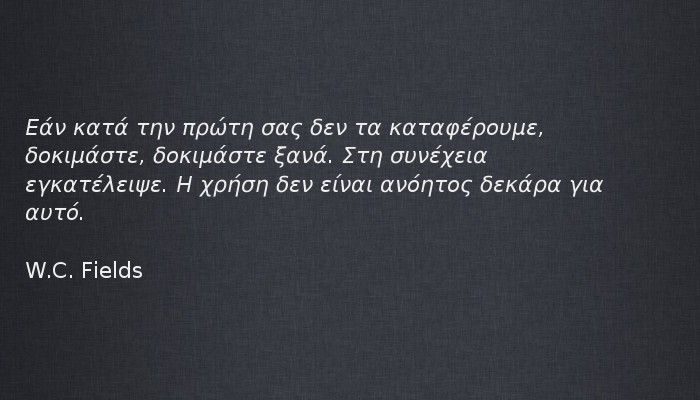 Εάν κατά την πρώτη σας δεν τα καταφέρουμε,
δοκιμάστε, δοκιμάστε ξανά. Στη συνέχεια
εγκατέλειψε. Η χρήση δεν είναι ανόητος δεκάρα για
αυτό.
W.C. Fields